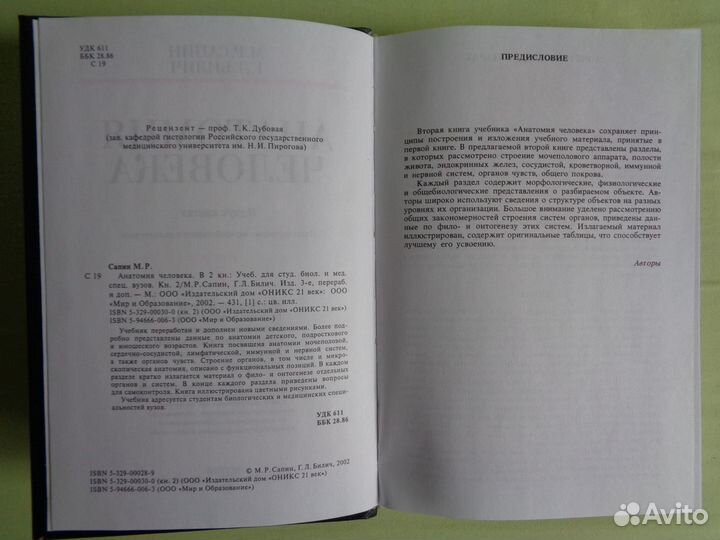 УДК 611
ББК 28.86
С 19
Рецензент — проф. Т. К. Дубовая
(зав. кафедрой гистологии Российского государственного
медицинского университета им. Н. И. Пирогова)
Сапин М. Р.
С 19 Анатомия человека. В 2 кн.: Учеб. для студ. биол. и мед.
спец. вузов. Кн. 2/М.Р. Сапин, Г.Л. Билич. Изд. 3-е, перераб.
и доп. — М.: ООО «Издательский дом «ОНИКС 21 век»: ООО
«Мир и Образование», 2002. — 431, [1] с.: цв. илл.
ISBN 5-329-00030-0 (кн. 2) (ООО «Издательский дом «ОНИКС 21 век»)
ISBN 5-94666-006-3 (ООО «Мир и Образование»)
Учебник переработан и дополнен новыми сведениями. Более под-
робно представлены данные по анатомии детского, подросткового
и юношеского возрастов. Книга посвящена анатомии мочеполовой,
сердечно-сосудистой, лимфатической, иммунной и нервной систем,
а также органов чувств. Строение органов, в том числе и микрос-
копическая анатомия, описано с функциональных позиций. В каждом
разделе кратко излагается материал о фило- и онтогенезе отдельных
органов и систем. В конце каждого раздела приведены вопросы
для самоконтроля. Книга иллюстрирована цветными рисунками.
Учебник адресуется студентам биологических и медицинских специ-
альностей вузов.
УДК 611
ББК 28.86
ISBN 5-329-00028-9 © М.Р. Сапин, Г.Л. Билич, 2002
ISBN 5-329-00030-0 (кн. 2) (ООО «Издательский дом «ОНИКС 21 век»)
ISBN 5-94666-006-3 (ООО «Мир и Образование»)
ПРЕДИСЛОВИЕ
Вторая книга учебника «Анатомия человека» сохраняет прин-
ципы построения и изложения учебного материала, принятые в
первой книге. В предлагаемой второй книге представлены разделы,
в которых рассмотрено строение мочеполового аппарата, полости
живота, эндокринных желез, сосудистой, кроветворной, иммунной
и нервной систем, органов чувств, общего покрова.
Каждый раздел содержит морфологические, физиологические
и общебиологические представления о разбираемом объекте. Ав-
торы широко используют сведения о структуре объектов на разных
уровнях их организации. Большое внимание уделено рассмотрению
общих закономерностей строения систем органов, приведены дан-
ные по фило- и онтогенезу этих систем. Излагаемый материал
иллюстрирован, содержит оригинальные таблицы, что способствует
лучшему его усвоению.
Авторы
Avito